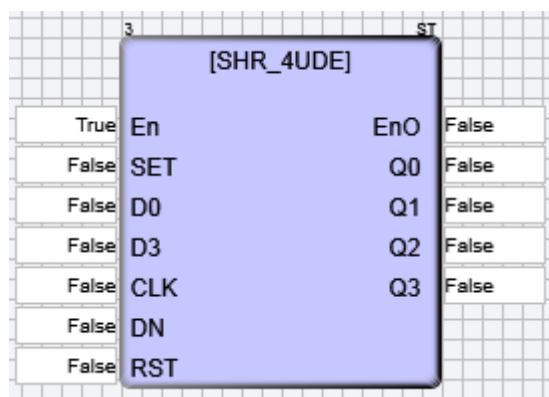 3 ST
[SHR_4UDE]
True En EnO False
False SET Q0 False
False D0 Q1 False
False D3 Q2 False
False CLK Q3 False
False DN
False RST